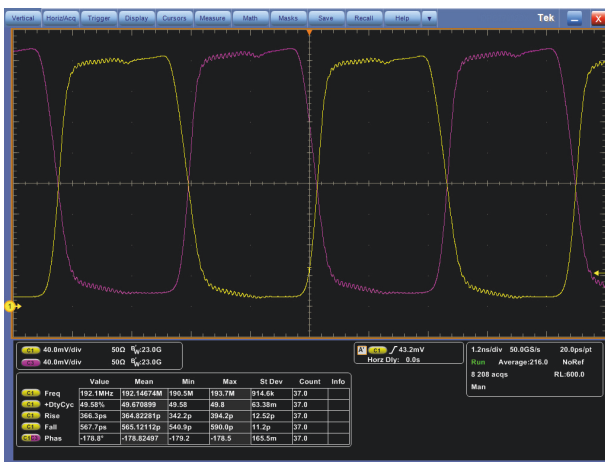 Vertical Horiz/Acq Trigger Display Cursors Measure Math Masks Save Recall Help Tek X
1
C1 40.0mV/div 50Ω BW:23.0G
C3 40.0mV/div 50Ω BW:23.0G
A' C1 43.2mV
Horz Dly: 0.0s
1.2ns/div 50.0GS/s 20.0ps/pt
Run Average:216.0 NoRef
8 208 acqs RL:600.0
Man
Value Mean Min Max St Dev Count Info
C1 Freq 192.1MHz 192.14674M 190.5M 193.7M 914.6k 37.0
C1 +DtyCyc 49.58% 49.670899 49.58 49.8 63.38m 37.0
C1 Rise 366.3ps 364.82281p 342.2p 394.2p 12.52p 37.0
C1 Fall 567.7ps 565.12112p 540.9p 590.0p 11.2p 37.0
C1C3 Phas -178.8° -178.82497 -179.2 -178.5 165.5m 37.0